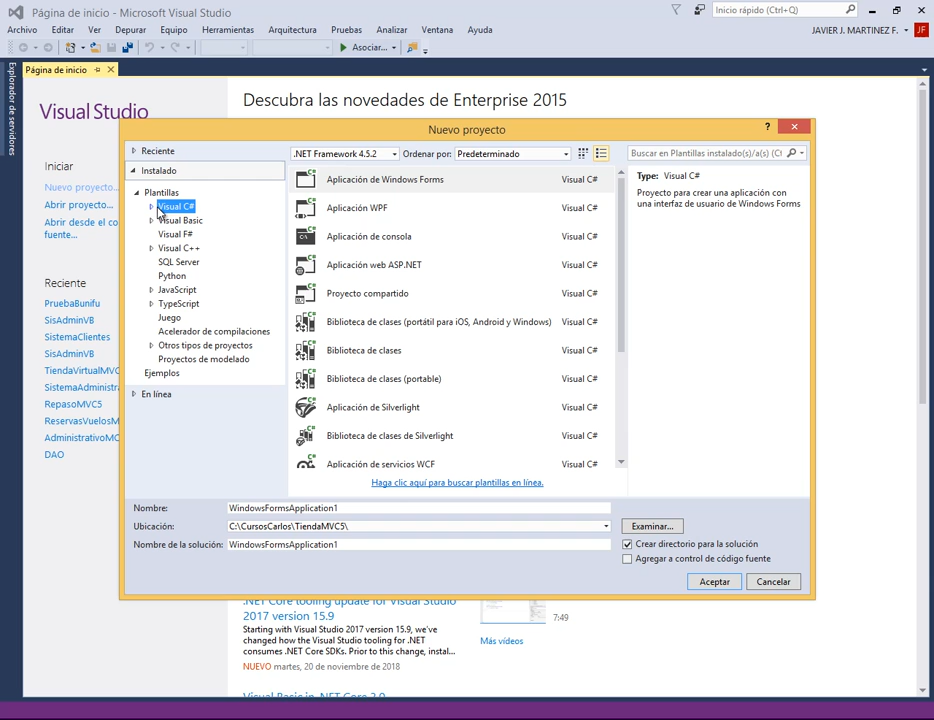 Página de inicio - Microsoft Visual Studio
Inicio rápido (Ctrl+Q)
Archivo Editar Ver Depurar Equipo Herramientas Arquitectura Pruebas Analizar Ventana Ayuda
JAVIER J. MARTINEZ F. JF
Asociar...
Explorador de servidores
Página de inicio
Visual Studio
Descubra las novedades de Enterprise 2015
Iniciar
Nuevo proyecto...
Abrir proyecto...
Abrir desde el co
fuente...
Reciente
PruebaBunifu
SisAdminVB
SistemaClientes
SisAdminVB
TiendaVirtualMVC
SistemaAdministra
RepasoMVC5
ReservasVuelosM
AdministrativoMC
DAO
Nuevo proyecto
?
Reciente
Instalado
Plantillas
Visual C#
Visual Basic
Visual F#
Visual C++
SQL Server
Python
JavaScript
TypeScript
Juego
Acelerador de compilaciones
Otros tipos de proyectos
Proyectos de modelado
Ejemplos
En línea
.NET Framework 4.5.2 Ordenar por: Predeterminado
Buscar en Plantillas instalado(s)/a(s) (Ct
Aplicación de Windows Forms Visual C#
Aplicación WPF Visual C#
Aplicación de consola Visual C#
Aplicación web ASP.NET Visual C#
Proyecto compartido Visual C#
Biblioteca de clases (portátil para iOS, Android y Windows) Visual C#
Biblioteca de clases Visual C#
Biblioteca de clases (portable) Visual C#
Aplicación de Silverlight Visual C#
Biblioteca de clases de Silverlight Visual C#
Aplicación de servicios WCF Visual C#
Haga clic aquí para buscar plantillas en línea.
Type: Visual C#
Proyecto para crear una aplicación con
una interfaz de usuario de Windows Forms
Nombre: WindowsFormsApplication1
Ubicación: C:\CursosCarlos\TiendaMVC5\
Nombre de la solución: WindowsFormsApplication1
Examinar...
Crear directorio para la solución
Agregar a control de código fuente
Aceptar Cancelar
.NET Core tooling update for Visual Studio
2017 version 15.9
Starting with Visual Studio 2017 version 15.9, we've
changed how the Visual Studio tooling for .NET
consumes .NET Core SDKs. Prior to this change, instal...
NUEVO martes, 20 de noviembre de 2018
7:49
Más vídeos
Visual Basic in .NET Core 2.0